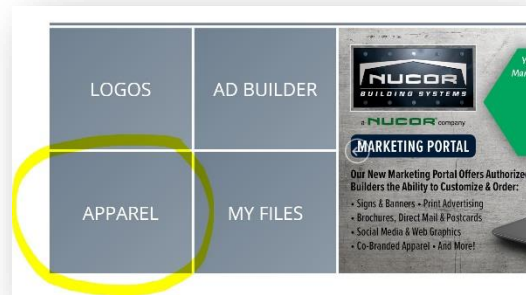 LOGOS
AD BUILDER
APPAREL
MY FILES
NUCOR
BUILDING SYSTEMS
a NUCOR company
MARKETING PORTAL
Our New Marketing Portal Offers Authorized
Builders the Ability to Customize & Order:
• Signs & Banners • Print Advertising
• Brochures, Direct Mail & Postcards
• Social Media & Web Graphics
• Co-Branded Apparel • And More!